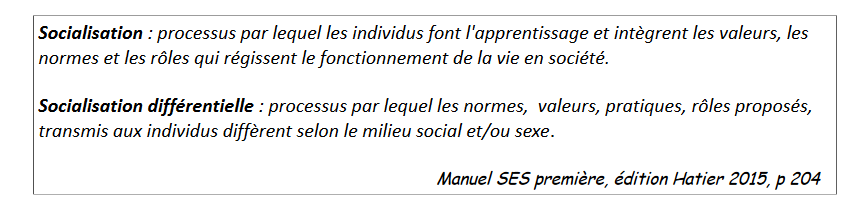 Socialisation : processus par lequel les individus font l'apprentissage et intègrent les valeurs, les
normes et les rôles qui régissent le fonctionnement de la vie en société.
Socialisation différentielle : processus par lequel les normes, valeurs, pratiques, rôles proposés,
transmis aux individus diffèrent selon le milieu social et/ou sexe.
Manuel SES première, édition Hatier 2015, p 204